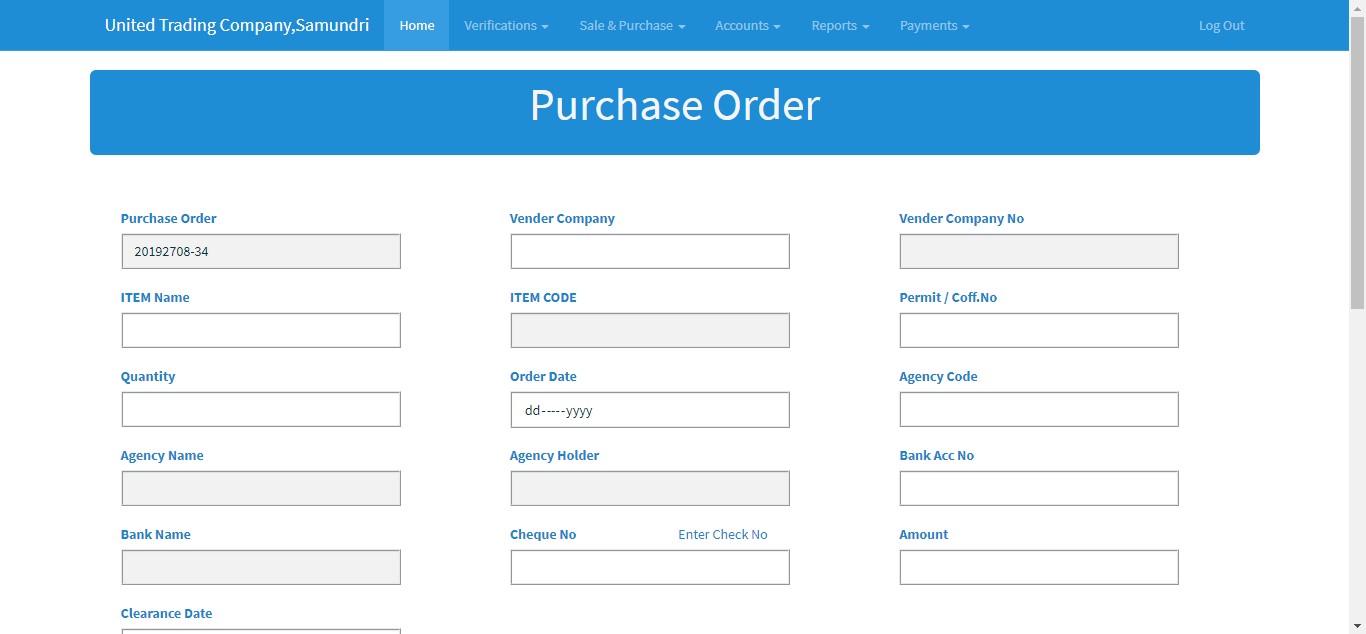 United Trading Company,Samundri Home Verifications Sale & Purchase Accounts Reports Payments Log Out
Purchase Order
Purchase Order Vender Company Vender Company No
20192708-34
ITEM Name ITEM CODE Permit / Coff.No
Quantity Order Date Agency Code
dd-----yyyy
Agency Name Agency Holder Bank Acc No
Bank Name Cheque No Enter Check No Amount
Clearance Date